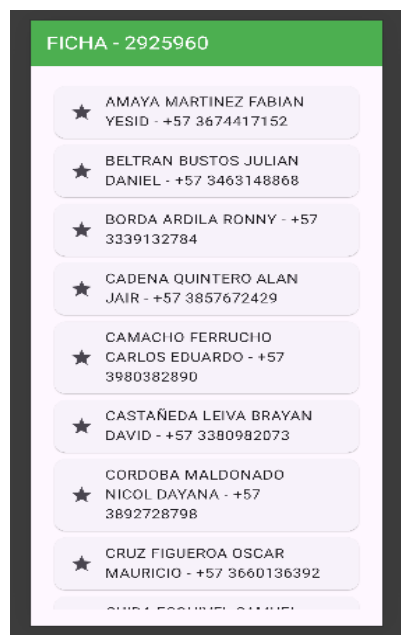 FICHA - 2925960
AMAYA MARTINEZ FABIAN
YESID - +57 3674417152
BELTRAN BUSTOS JULIAN
DANIEL - +57 3463148868
BORDA ARDILA RONNY - +57
3339132784
CADENA QUINTERO ALAN
JAIR - +57 3857672429
CAMACHO FERRUCHO
CARLOS EDUARDO - +57
3980382890
CASTAÑEDA LEIVA BRAYAN
DAVID - +57 3380982073
CORDOBA MALDONADO
NICOL DAYANA - +57
3892728798
CRUZ FIGUEROA OSCAR
MAURICIO - +57 3660136392